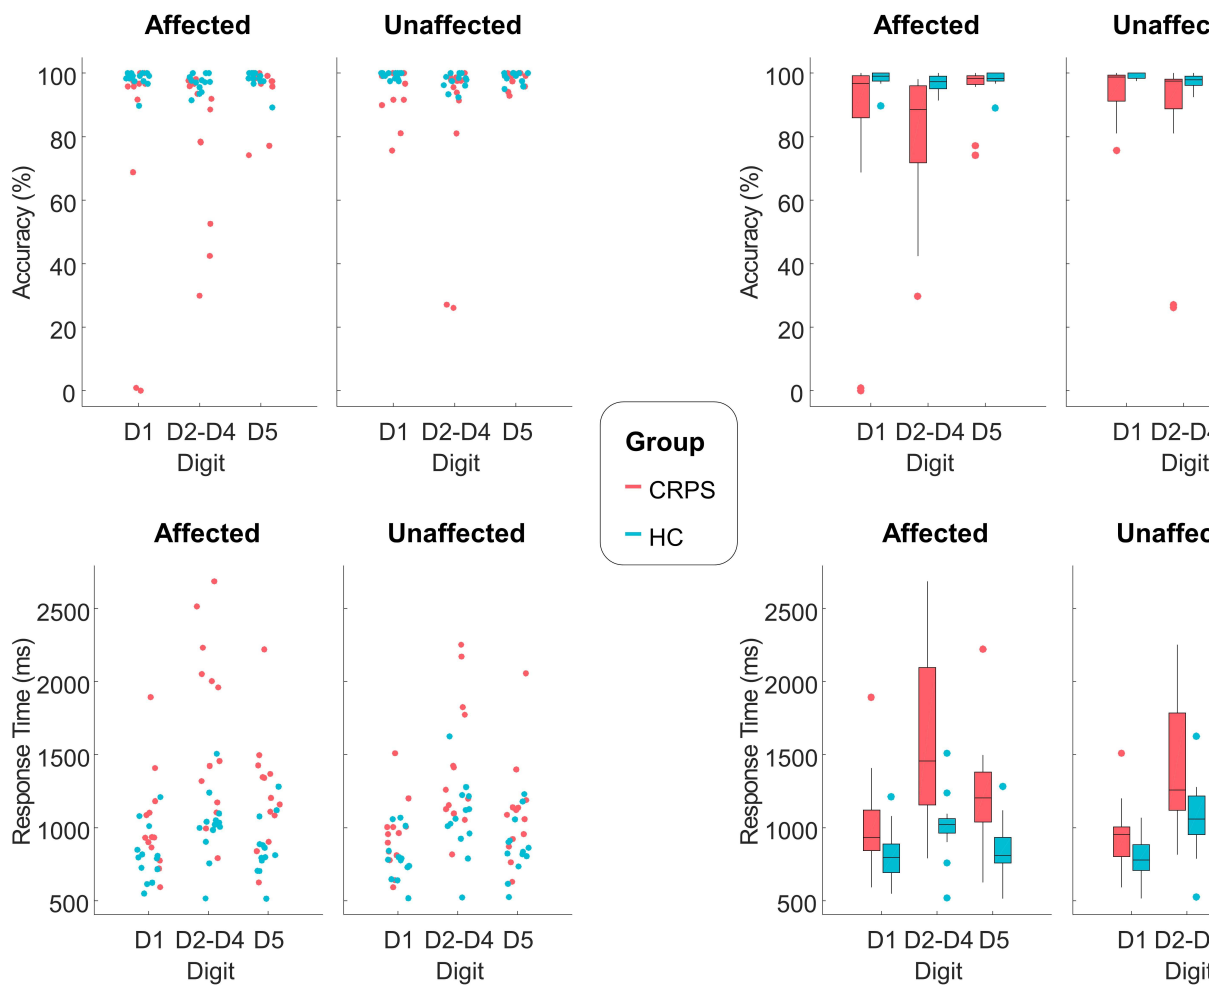 Affected Unaffected Affected Unaffec
100 100
80 80
60 60
40 40
20 20
0 0
Accuracy (%) Accuracy (%)
D1 D2-D4 D5 D1 D2-D4 D5 D1 D2-D4 D5 D1 D2-D4
Digit Digit Digit Digit
Group
CRPS
HC
Affected Unaffected Affected Unaffec
2500 2500
2000 2000
1500 1500
1000 1000
500 500
Response Time (ms) Response Time (ms)
D1 D2-D4 D5 D1 D2-D4 D5 D1 D2-D4 D5 D1 D2-D
Digit Digit Digit Digit